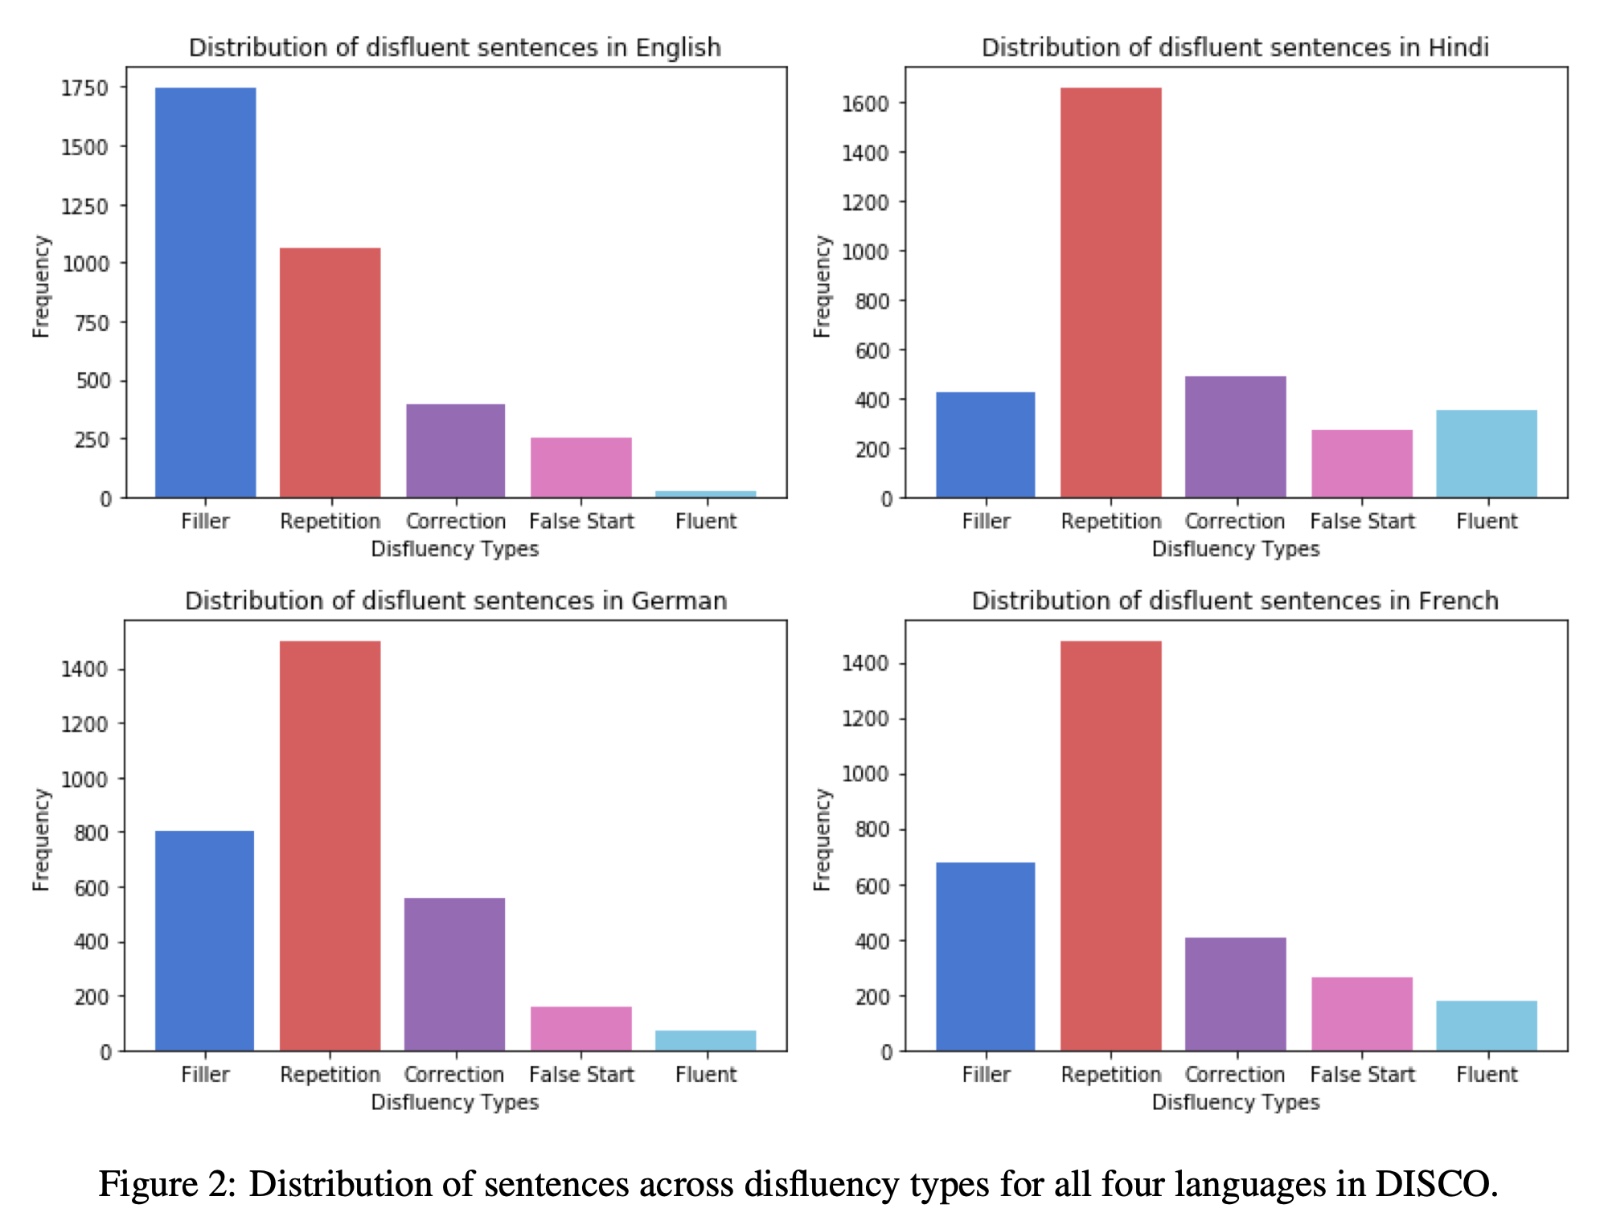 Distribution of disfluent sentences in English
1750
1500
1250
1000
750
500
250
0
Frequency
Filler Repetition Correction False Start Fluent
Disfluency Types
Distribution of disfluent sentences in Hindi
1600
1400
1200
1000
800
600
400
200
0
Frequency
Filler Repetition Correction False Start Fluent
Disfluency Types
Distribution of disfluent sentences in German
1400
1200
1000
800
600
400
200
0
Frequency
Filler Repetition Correction False Start Fluent
Disfluency Types
Distribution of disfluent sentences in French
1400
1200
1000
800
600
400
200
0
Frequency
Filler Repetition Correction False Start Fluent
Disfluency Types
Figure 2: Distribution of sentences across disfluency types for all four languages in DISCO.